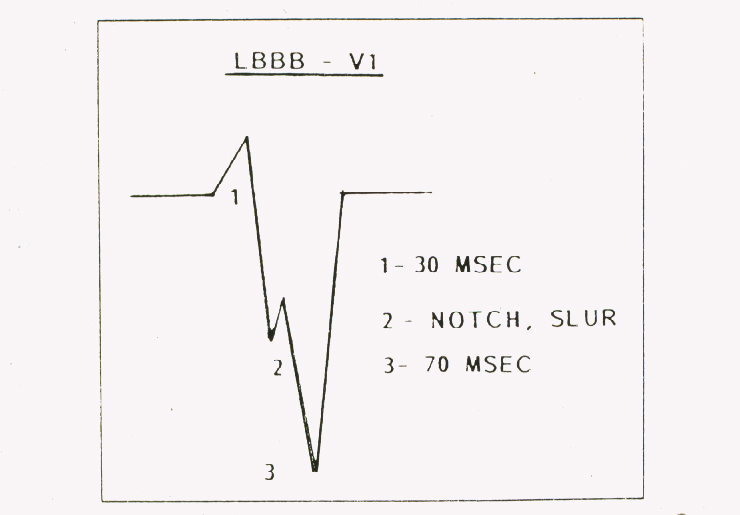 LBBB - V1
1
1- 30 MSEC
2 - NOTCH, SLUR
2
3- 70 MSEC
3